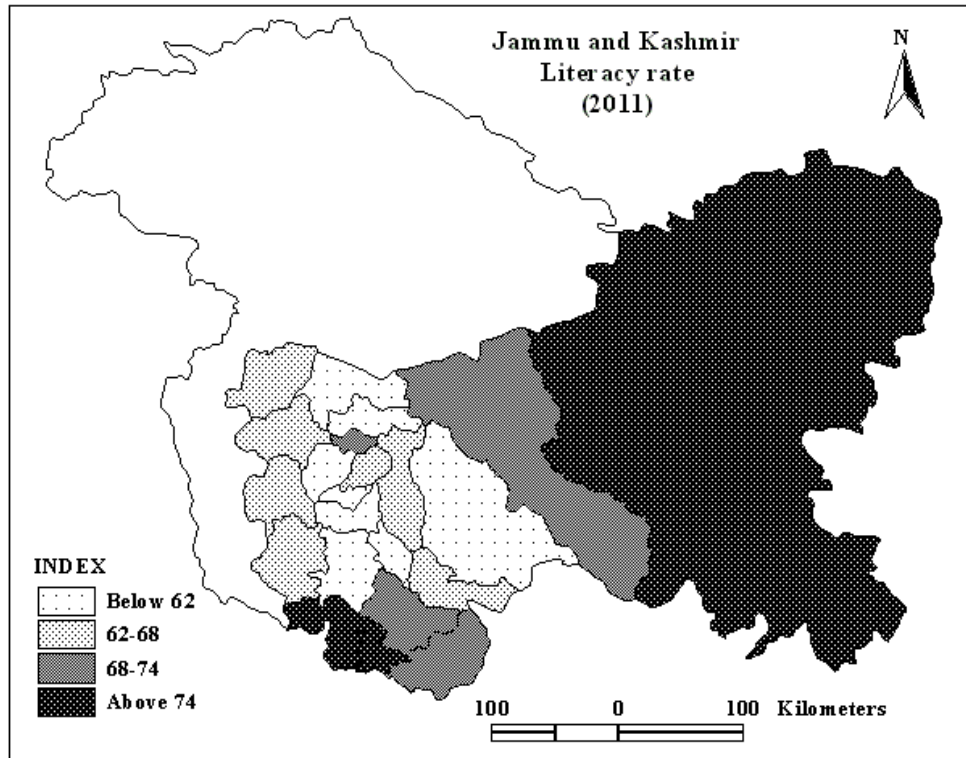 Jammu and Kashmir
Literacy rate
(2011)
N
INDEX
Below 62
62-68
68-74
Above 74
100 0 100 Kilometers